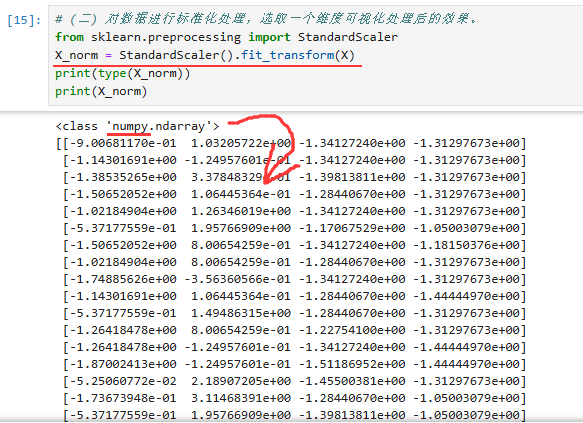 [15]: # (二) 对数据进行标准化处理，选取一个维度可视化处理后的效果。
from sklearn.preprocessing import StandardScaler
X_norm = StandardScaler().fit_transform(X)
print(type(X_norm))
print(X_norm)
<class 'numpy.ndarray'>
[[-9.00681170e-01 1.03205722e+00 -1.34127240e+00 -1.31297673e+00]
[-1.14301691e+00 -1.24957601e-01 -1.34127240e+00 -1.31297673e+00]
[-1.38535265e+00 3.37848329e-01 -1.39813811e+00 -1.31297673e+00]
[-1.50652052e+00 1.06445364e-01 -1.28440670e+00 -1.31297673e+00]
[-1.02184904e+00 1.26346019e+00 -1.34127240e+00 -1.31297673e+00]
[-5.37177559e-01 1.95766909e+00 -1.17067529e+00 -1.05003079e+00]
[-1.50652052e+00 8.00654259e-01 -1.34127240e+00 -1.18150376e+00]
[-1.02184904e+00 8.00654259e-01 -1.28440670e+00 -1.31297673e+00]
[-1.74885626e+00 -3.56360566e-01 -1.34127240e+00 -1.31297673e+00]
[-1.14301691e+00 1.06445364e-01 -1.28440670e+00 -1.44444970e+00]
[-5.37177559e-01 1.49486315e+00 -1.28440670e+00 -1.31297673e+00]
[-1.26418478e+00 8.00654259e-01 -1.22754100e+00 -1.31297673e+00]
[-1.26418478e+00 -1.24957601e-01 -1.34127240e+00 -1.44444970e+00]
[-1.87002413e+00 -1.24957601e-01 -1.51186952e+00 -1.44444970e+00]
[-5.25060772e-02 2.18907205e+00 -1.45500381e+00 -1.31297673e+00]
[-1.73673948e-01 3.11468391e+00 -1.28440670e+00 -1.05003079e+00]
[-5.37177559e-01 1.95766909e+00 -1.39813811e+00 -1.05003079e+00]